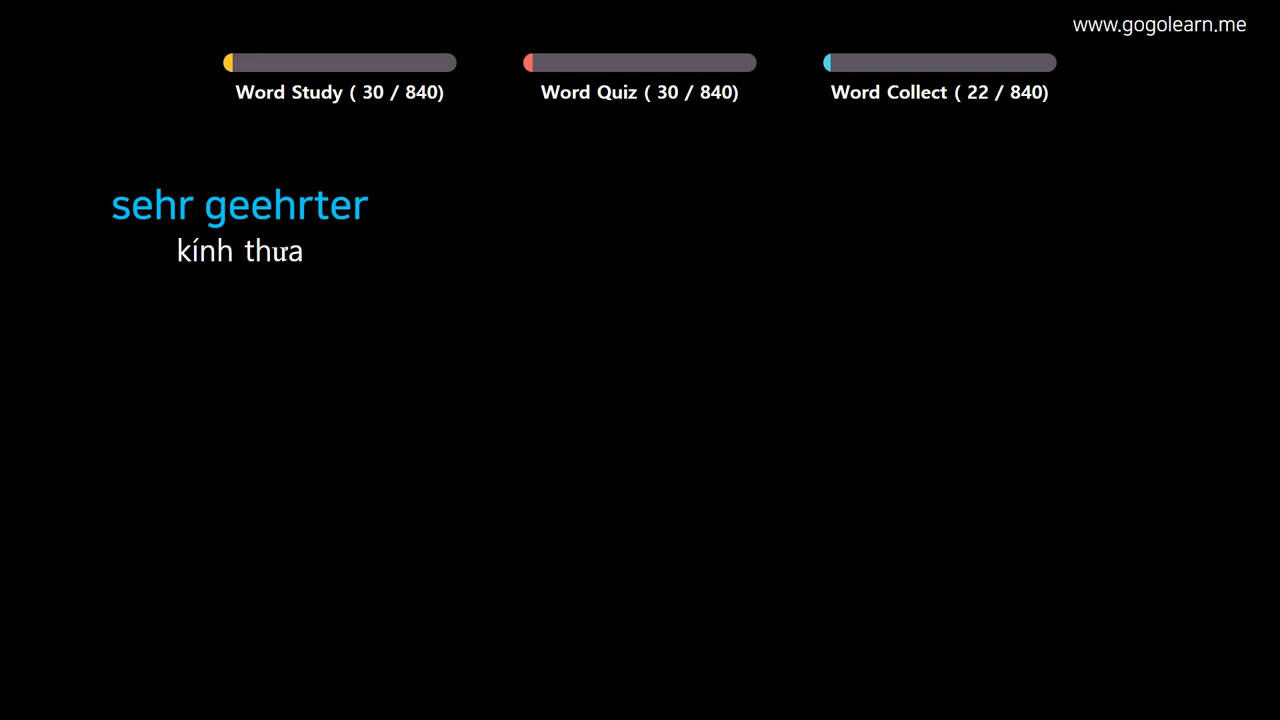 www.gogolearn.me
Word Study ( 30 / 840)
Word Quiz ( 30 / 840)
Word Collect ( 22 / 840)
sehr geehrter
kính thưa